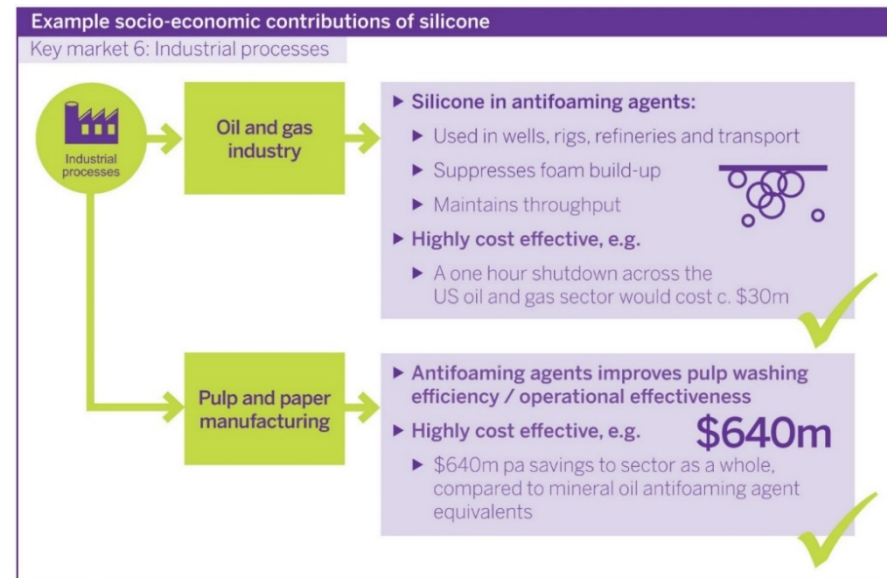 Example socio-economic contributions of silicone
Key market 6: Industrial processes
Industrial
processes
Oil and gas
industry
▶ Silicone in antifoaming agents:
▶ Used in wells, rigs, refineries and transport
▶ Suppresses foam build-up
▶ Maintains throughput
▶ Highly cost effective, e.g.
▶ A one hour shutdown across the
US oil and gas sector would cost c. $30m
Pulp and paper
manufacturing
▶ Antifoaming agents improves pulp washing
efficiency / operational effectiveness
▶ Highly cost effective, e.g.
$640m
▶ $640m pa savings to sector as a whole,
compared to mineral oil antifoaming agent
equivalents